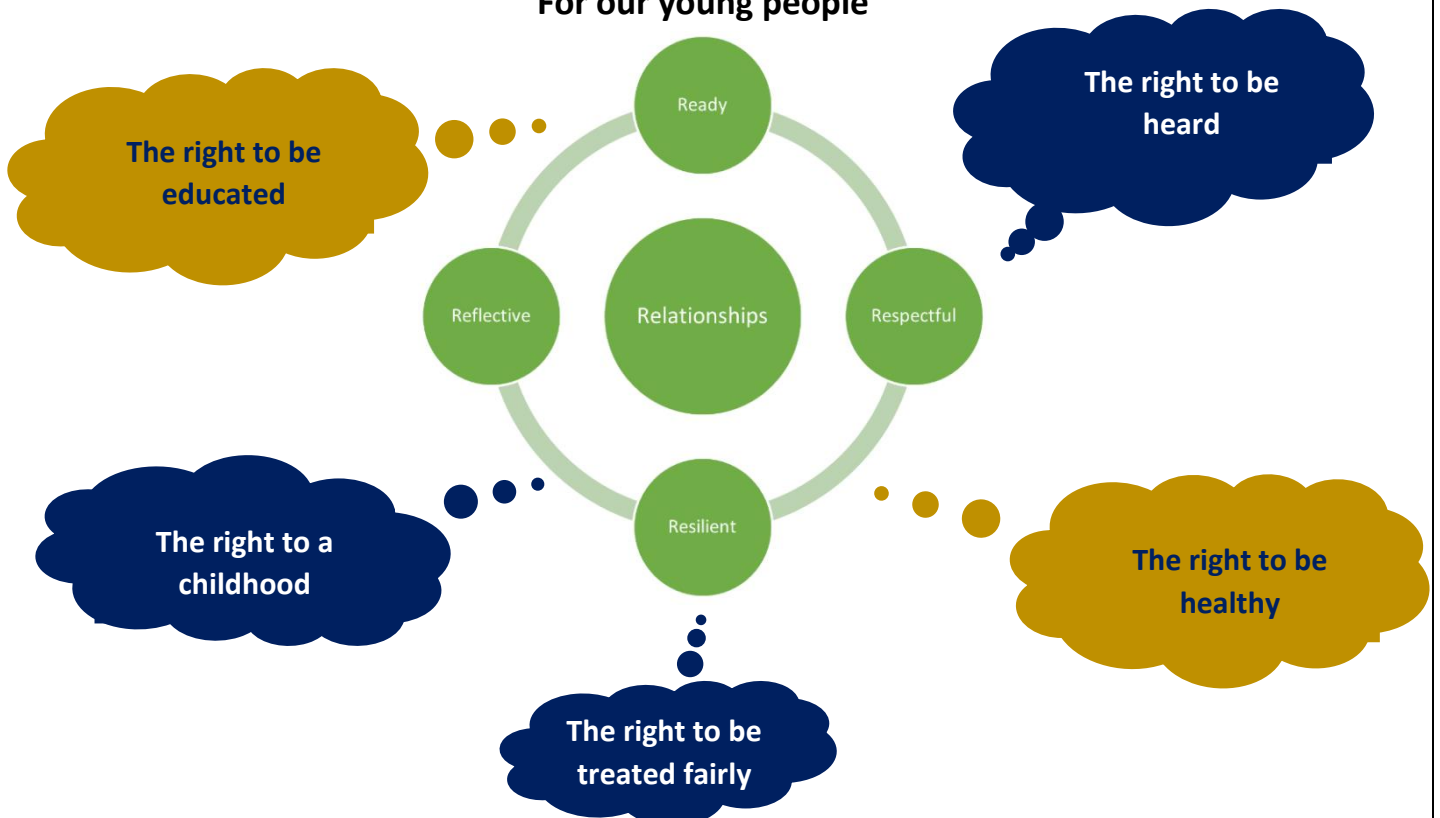 For our young people
Ready
The right to be
heard
The right to be
educated
Reflective
Relationships
Respectful
The right to a
childhood
Resilient
The right to be
healthy
The right to be
treated fairly